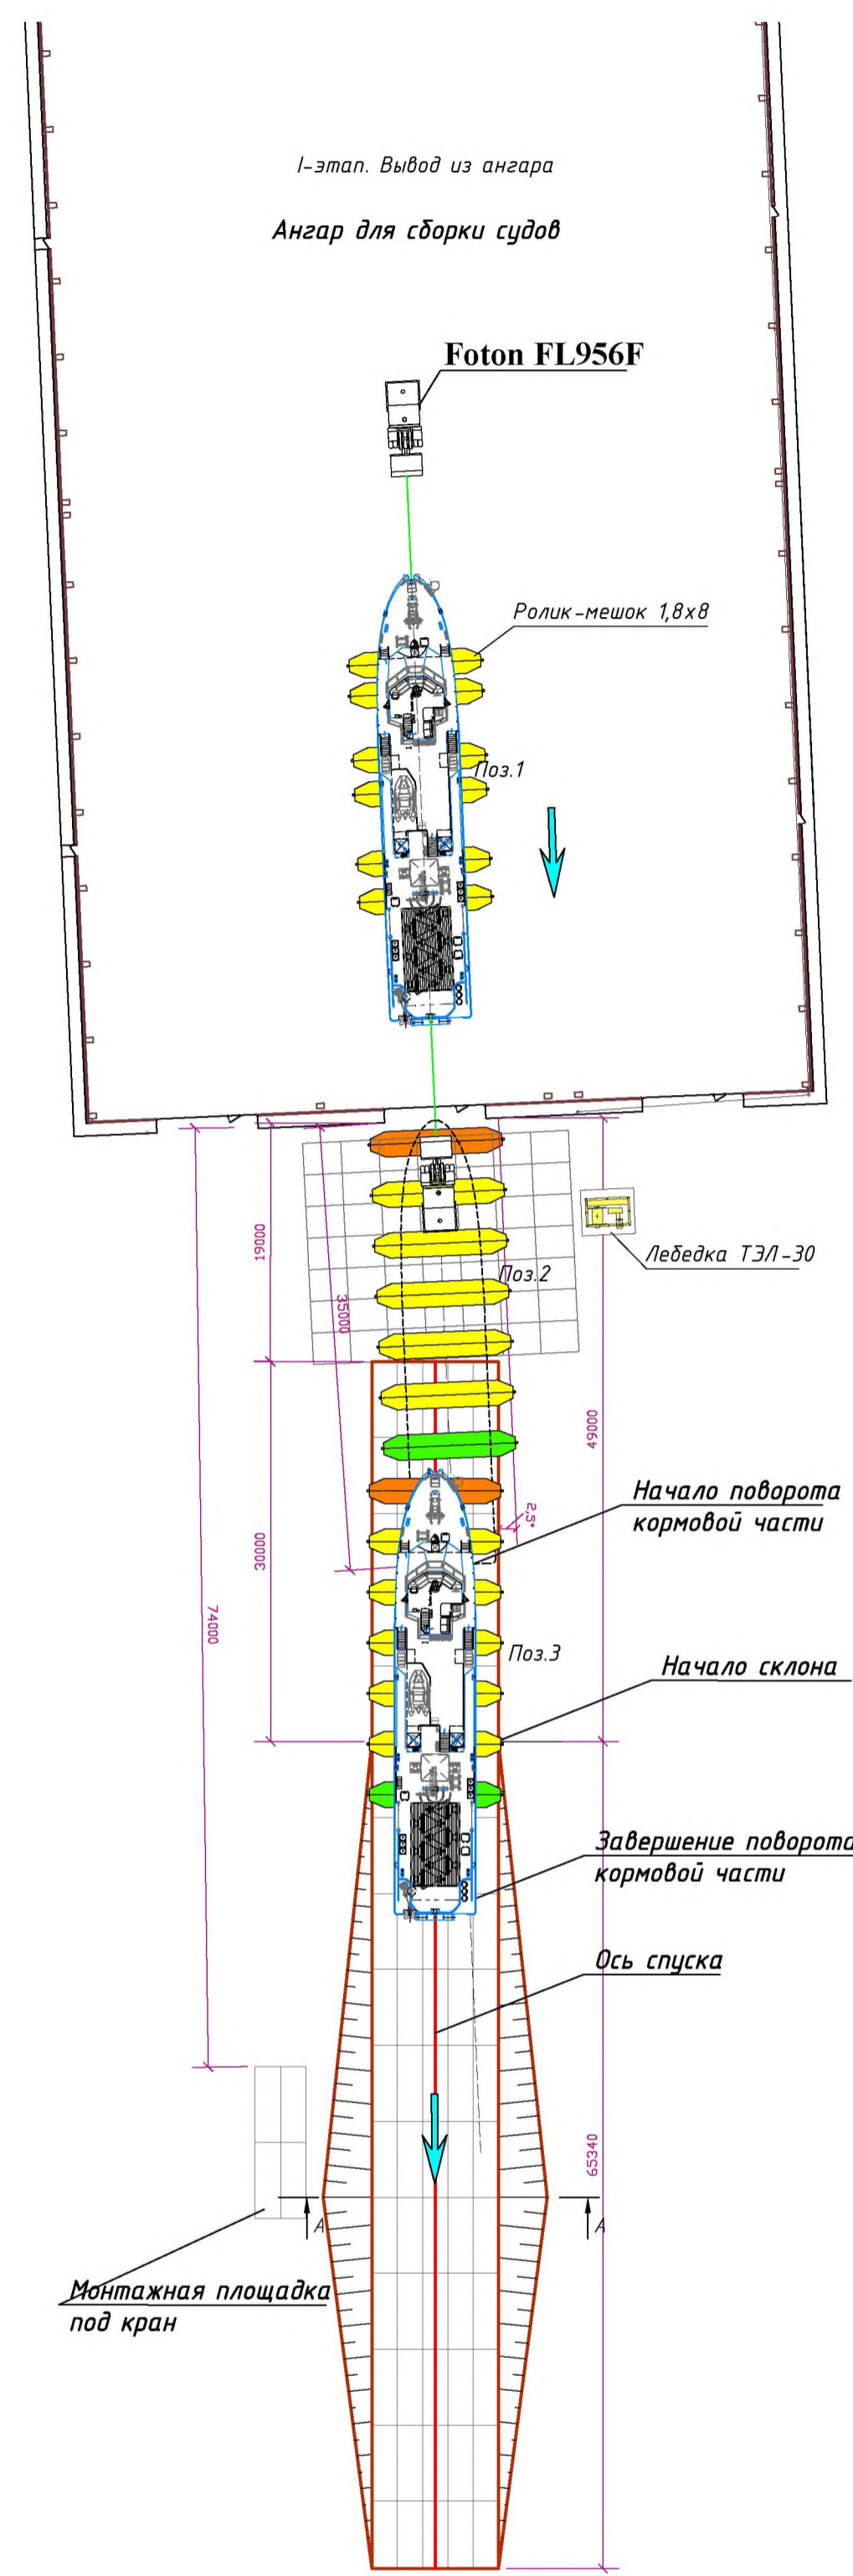 I-этап. Вывод из ангара
Ангар для сборки судов
Foton FL956F
Ролик-мешок 1,8x8
Поз.1
19000
35000
Лебедка ТЭЛ-30
Поз.2
49000
2,5°
Начало поворота
кормовой части
30000
74000
Поз.3
Начало склона
Завершение поворота
кормовой части
Ось спуска
65340
А
А
Монтажная площадка
под кран